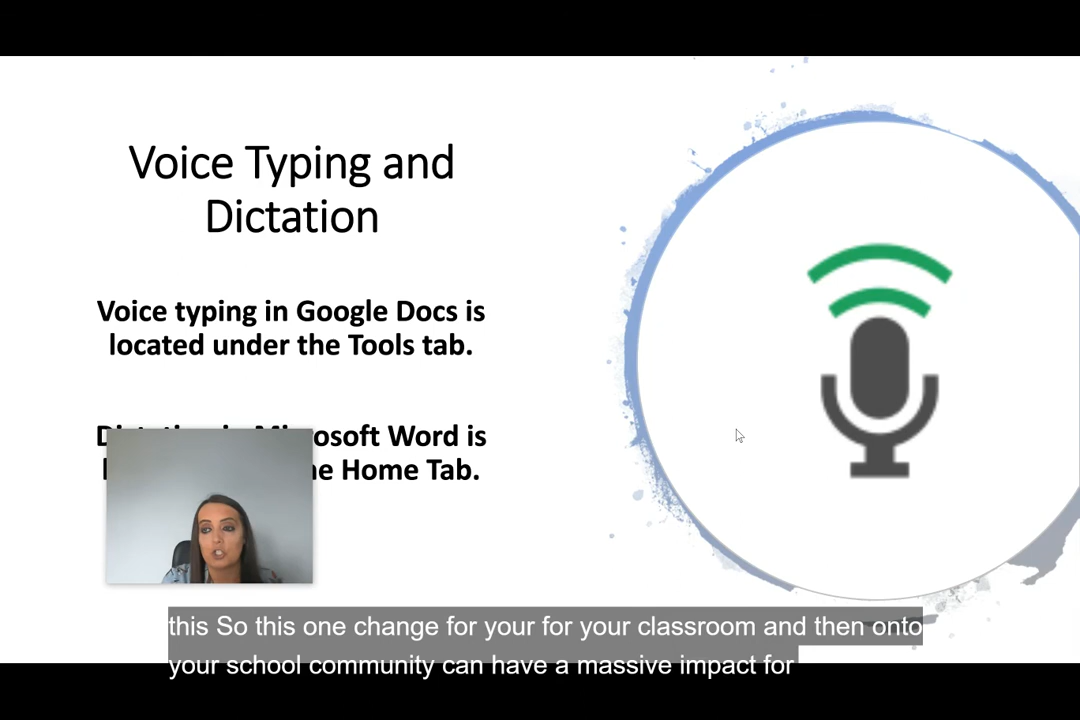 Voice Typing and
Dictation
Voice typing in Google Docs is
located under the Tools tab.
Microsoft Word is
Home Tab.
this So this one change for your for your classroom and then onto
your school community can have a massive impact for